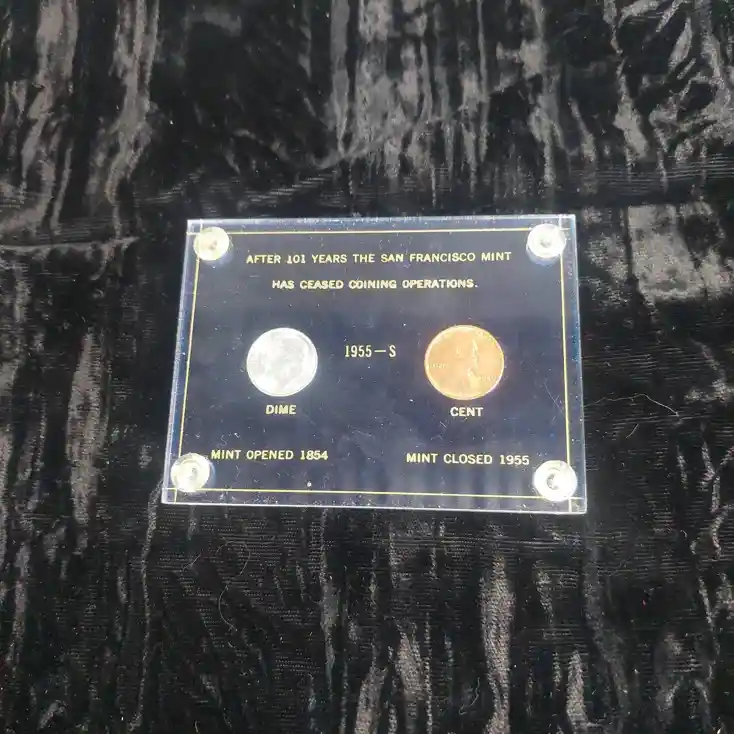 AFTER 101 YEARS THE SAN FRANCISCO MINT
HAS CEASED COINING OPERATIONS.
1955-S
DIME
CENT
MINT OPENED 1854
MINT CLOSED 1955